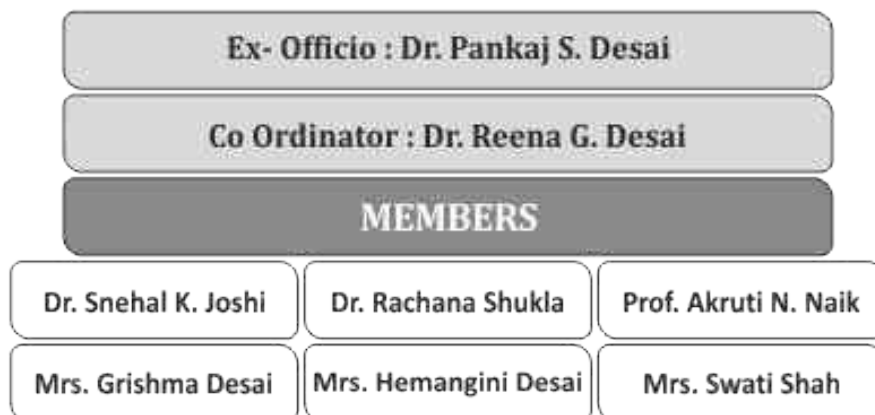 Ex- Officio : Dr. Pankaj S. Desai
Co Ordinator : Dr. Reena G. Desai
MEMBERS
Dr. Snehal K. Joshi
Dr. Rachana Shukla
Prof. Akruti N. Naik
Mrs. Grishma Desai
Mrs. Hemangini Desai
Mrs. Swati Shah